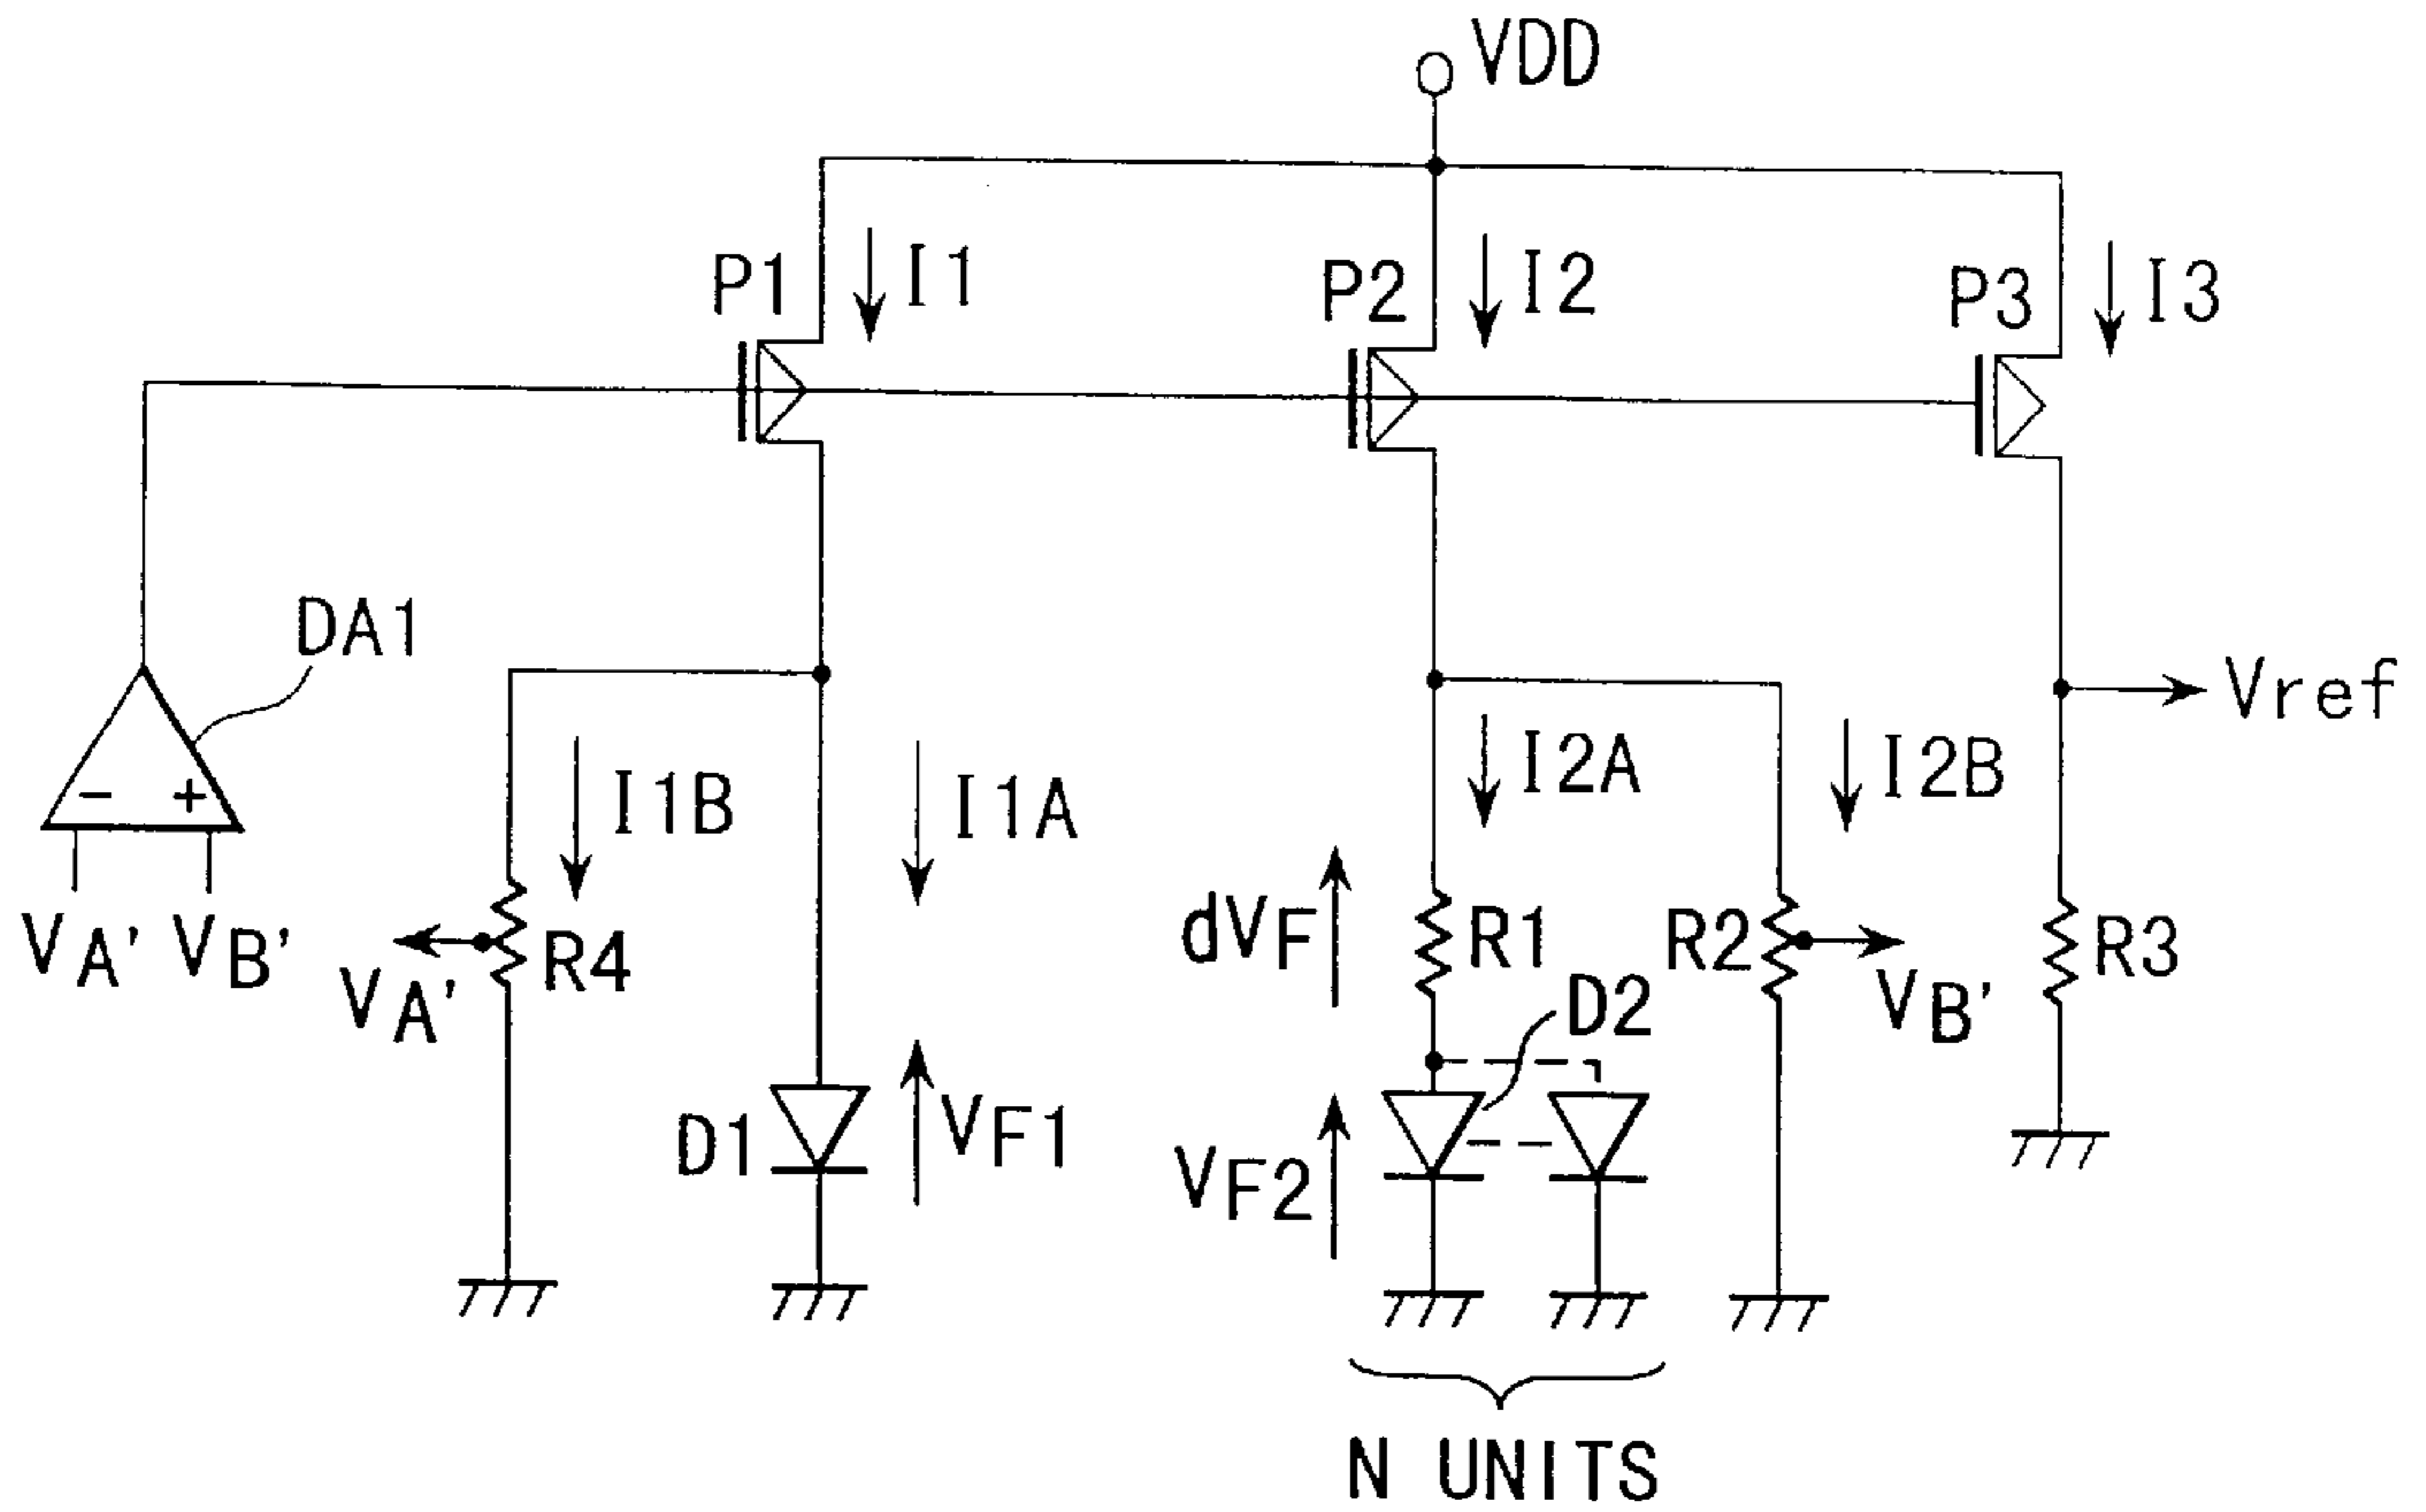 VDD
P1
I1
P2
I2
P3
I3
DA1
Vref
I1B
I1A
I2A
I2B
− +
VA' VB'
VA'
R4
dVF
R1
R2
VB'
R3
D2
D1
VF1
VF2
N UNITS